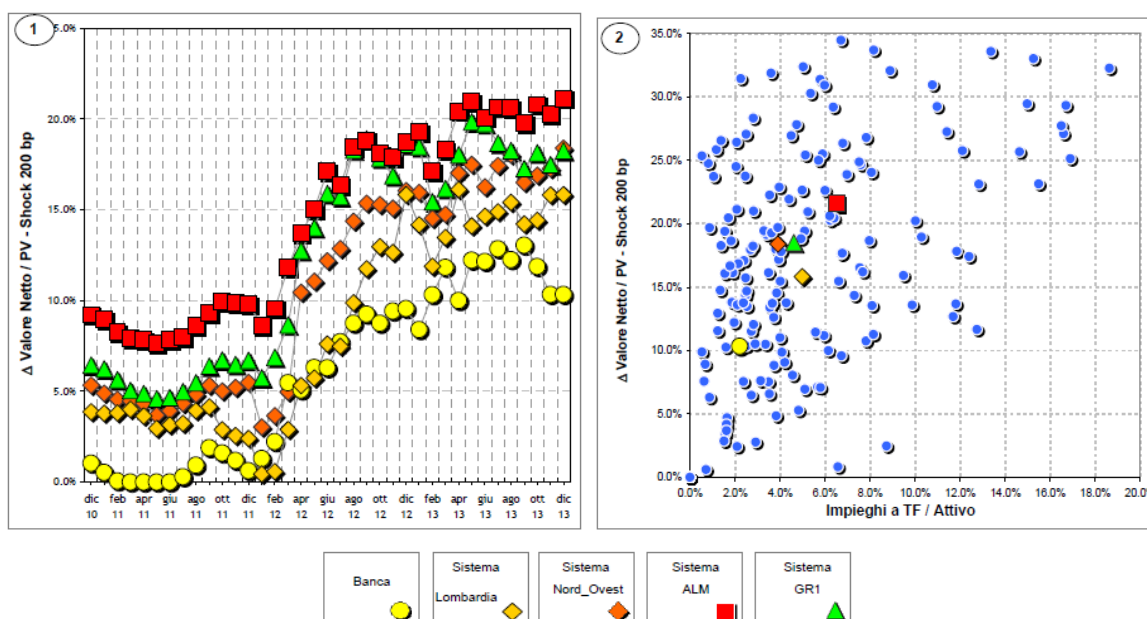 1
Δ Valore Netto / PV - Shock 200 bp
25.0%
20.0%
15.0%
10.0%
5.0%
0.0%
dic feb apr giu ago ott dic feb apr giu ago ott dic feb apr giu ago ott dic
10 11 11 11 11 11 11 12 12 12 12 12 12 13 13 13 13 13 13
2
Δ Valore Netto / PV - Shock 200 bp
35.0%
30.0%
25.0%
20.0%
15.0%
10.0%
5.0%
0.0%
0.0% 2.0% 4.0% 6.0% 8.0% 10.0% 12.0% 14.0% 16.0% 18.0% 20.0%
Impieghi a TF / Attivo
Banca
Sistema
Lombardia
Sistema
Nord_Ovest
Sistema
ALM
Sistema
GR1